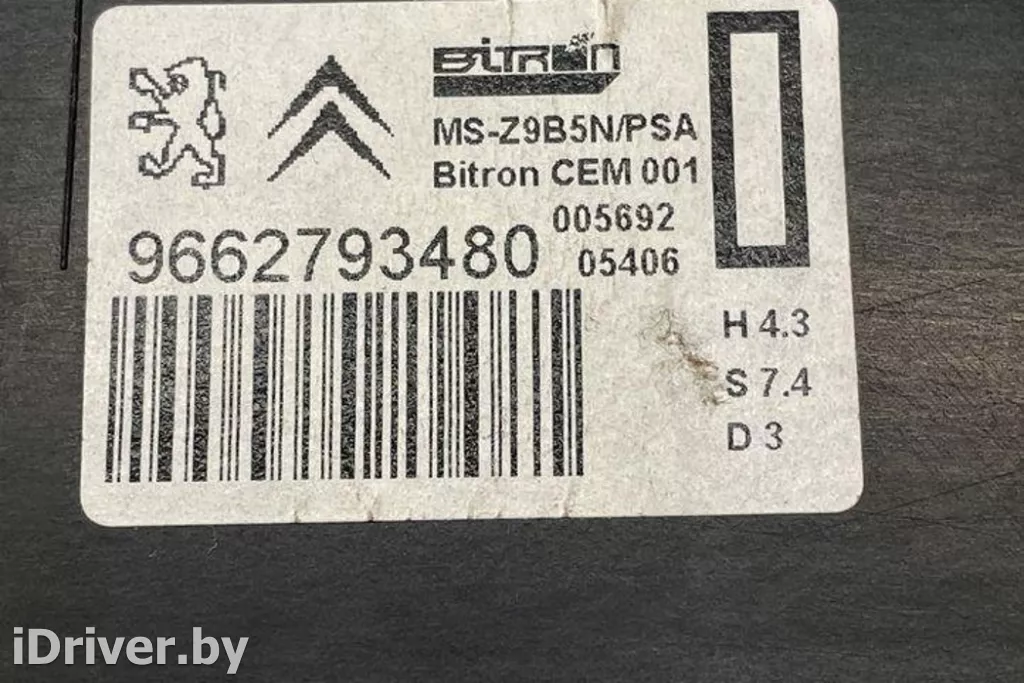 BiTRON
MS-Z9B5N/PSA
Bitron CEM 001
005692
9662793480
05406
H 4.3
S 7.4
D 3
iDriver.by